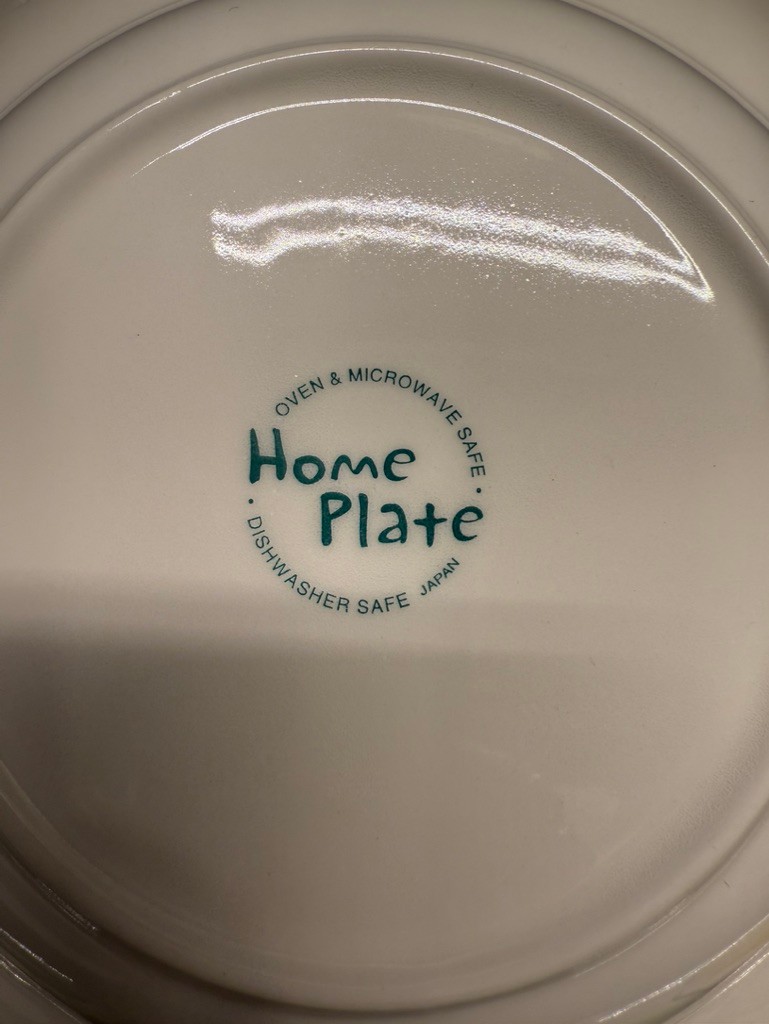 OVEN & MICROWAVE SAFE
Home
Plate
DISHWASHER SAFE JAPAN